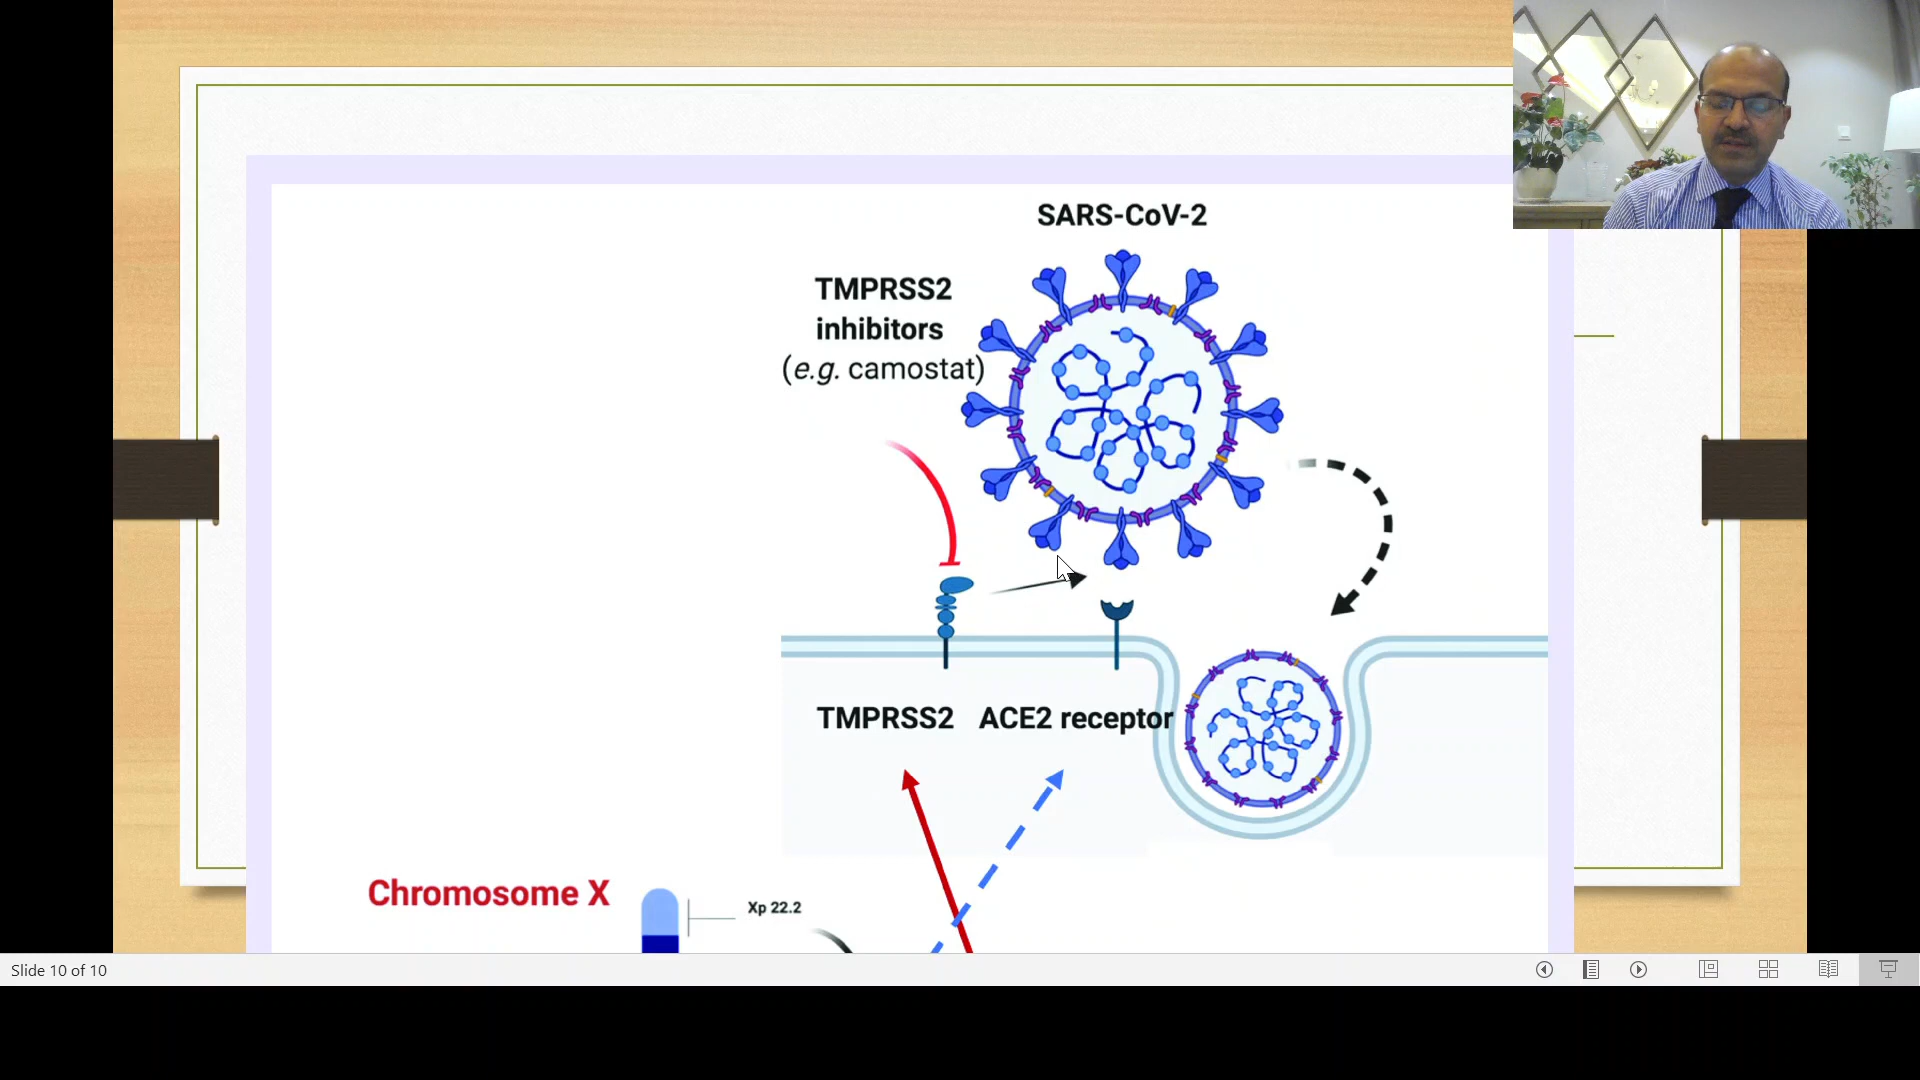 SARS-CoV-2
TMPRSS2
inhibitors
(e.g. camostat)
TMPRSS2 ACE2 receptor
Chromosome X
Xp 22.2
Slide 10 of 10